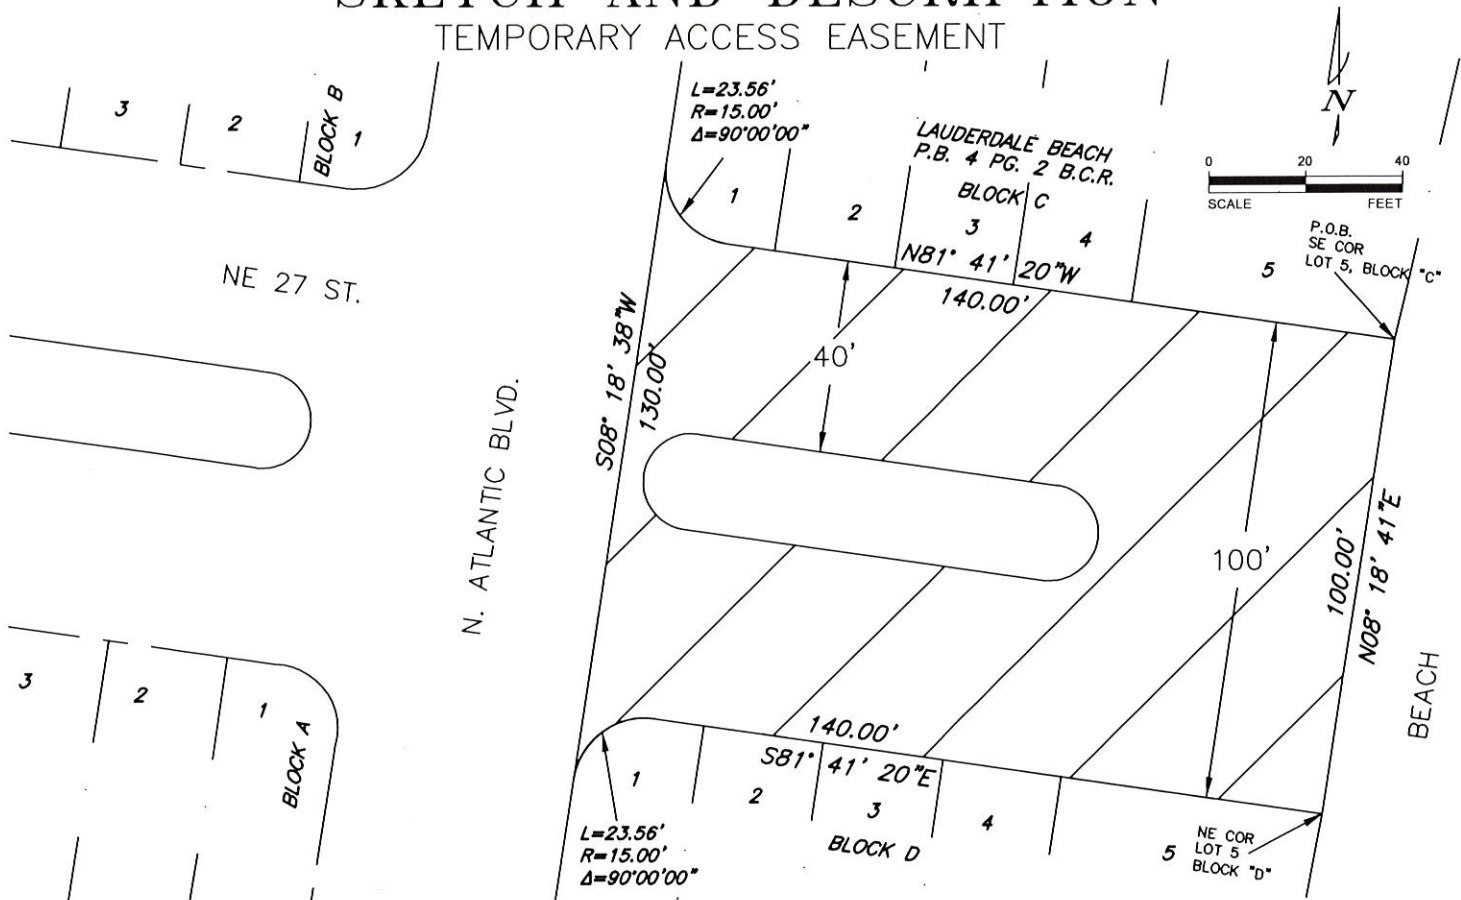 SKETCH AND DESCRIPTION
TEMPORARY ACCESS EASEMENT
N
0 20 40
SCALE FEET
3
2
BLOCK B
1
L=23.56'
R=15.00'
Δ=90°00'00"
LAUDERDALE BEACH
P.B. 4 PG. 2 B.C.R.
BLOCK C
1
2
3
4
5
P.O.B.
SE COR
LOT 5, BLOCK "C"
N81° 41' 20"W
140.00'
NE 27 ST.
40'
S08° 18' 38"W
130.00'
N. ATLANTIC BLVD.
100'
100.00'
N08° 18' 41"E
BEACH
3
2
1
BLOCK A
140.00'
S81° 41' 20"E
1
2
3
4
5
BLOCK D
L=23.56'
R=15.00'
Δ=90°00'00"
NE COR
LOT 5
BLOCK "D"